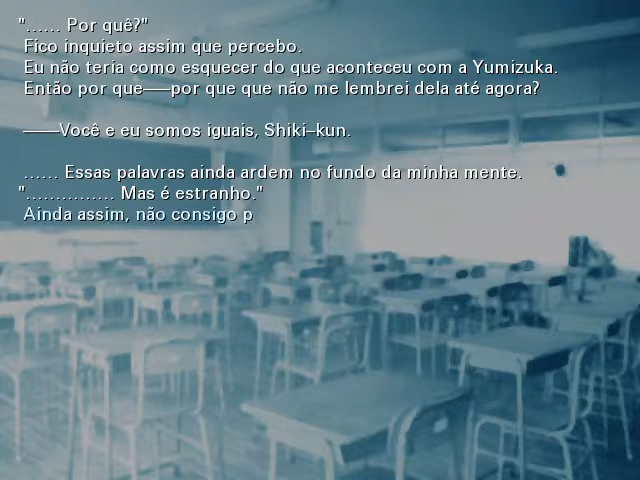 "...... Por quê?"
Fico inquieto assim que percebo.
Eu não teria como esquecer do que aconteceu com a Yumizuka.
Então por que──por que que não me lembrei dela até agora?
───Você e eu somos iguais, Shiki-kun.
...... Essas palavras ainda ardem no fundo da minha mente.
"............... Mas é estranho."
Ainda assim, não consigo p